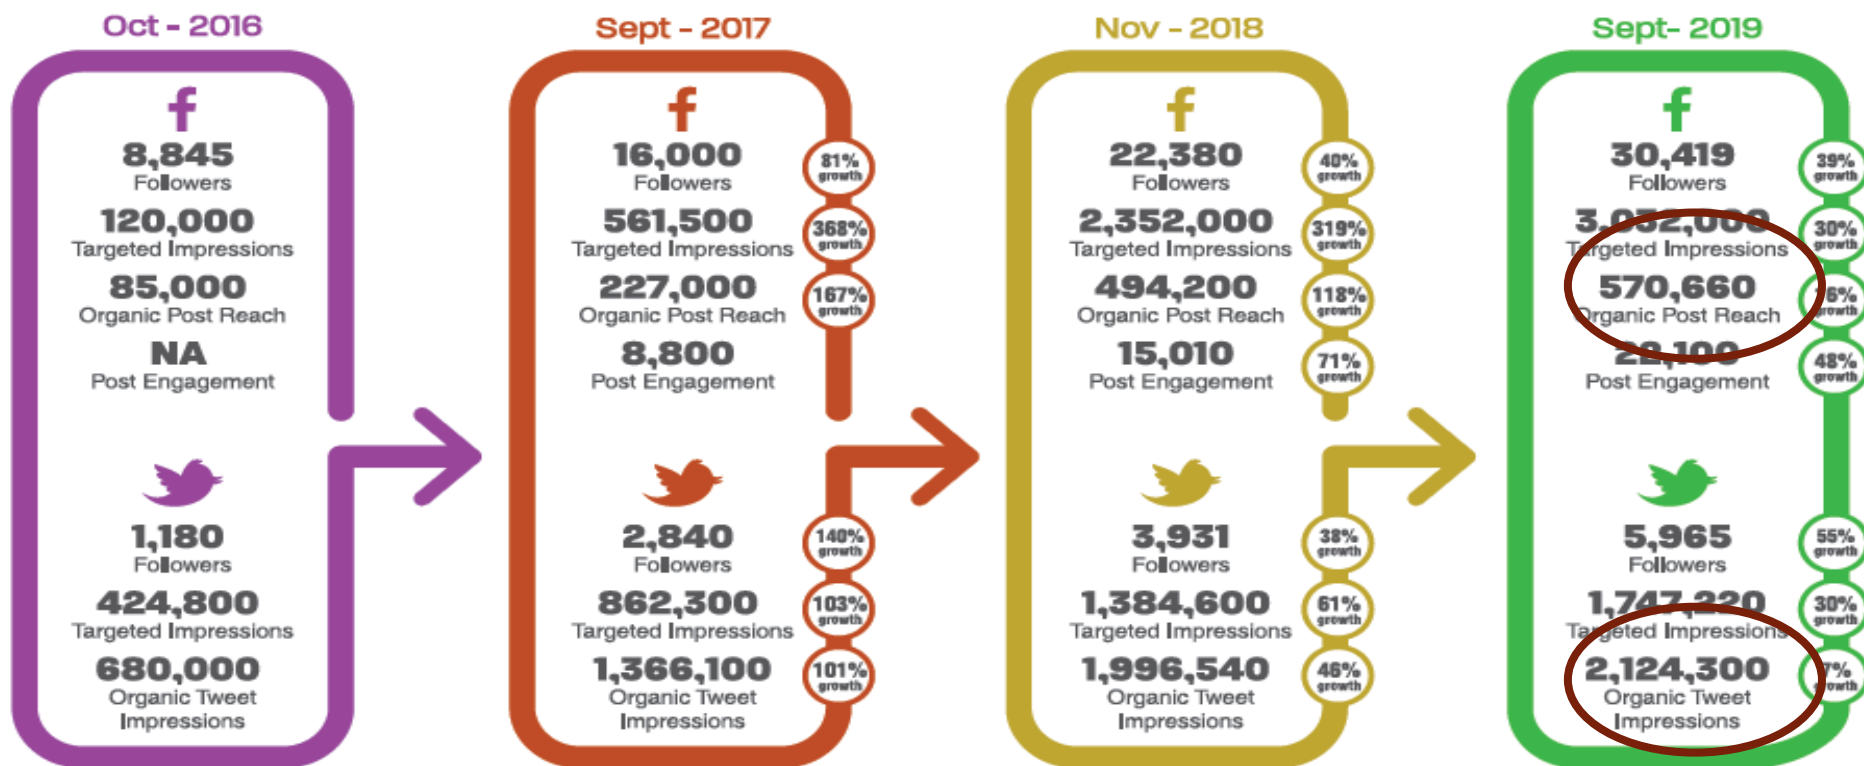 Oct - 2016
f
8,845
Followers
120,000
Targeted Impressions
85,000
Organic Post Reach
NA
Post Engagement
1,180
Followers
424,800
Targeted Impressions
680,000
Organic Tweet
Impressions
Sept - 2017
f
16,000
Followers
81%
growth
561,500
Targeted Impressions
368%
growth
227,000
Organic Post Reach
167%
growth
8,800
Post Engagement
2,840
Followers
140%
growth
862,300
Targeted Impressions
103%
growth
1,366,100
Organic Tweet
Impressions
101%
growth
Nov - 2018
f
22,380
Followers
40%
growth
2,352,000
Targeted Impressions
319%
growth
494,200
Organic Post Reach
118%
growth
15,010
Post Engagement
71%
growth
3,931
Followers
38%
growth
1,384,600
Targeted Impressions
61%
growth
1,996,540
Organic Tweet
Impressions
46%
growth
Sept- 2019
f
30,419
Followers
39%
growth
Targeted Impressions
30%
growth
570,660
Organic Post Reach
growth
22,100
Post Engagement
48%
growth
5,965
Followers
55%
growth
1,747,220
Targeted Impressions
30%
growth
2,124,300
Organic Tweet
Impressions
7%
growth